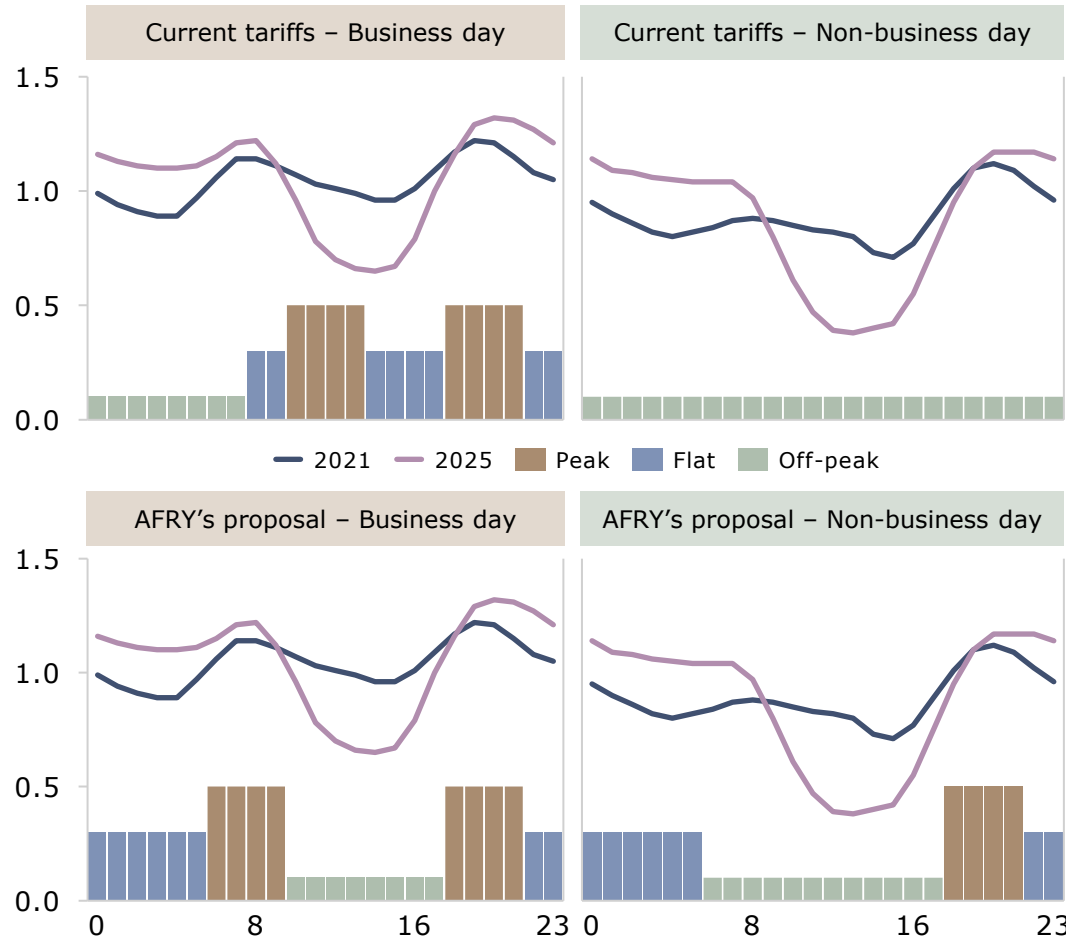 Current tariffs – Business day
Current tariffs – Non-business day
1.5
1.0
0.5
0.0
2021 2025 Peak Flat Off-peak
AFRY's proposal – Business day
AFRY's proposal – Non-business day
1.5
1.0
0.5
0.0
0 8 16 23
0 8 16 23